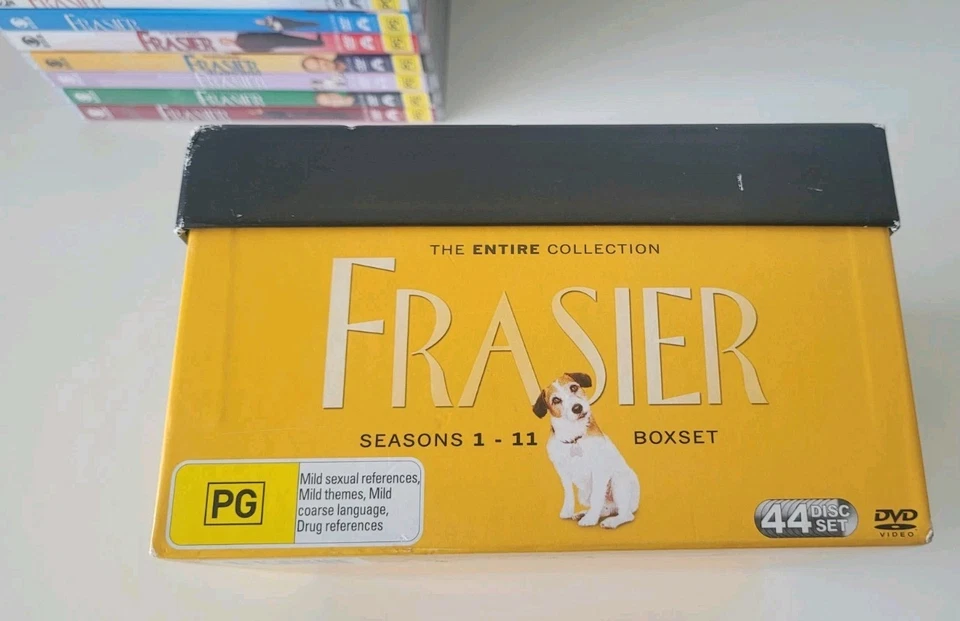 FRASIER
FRASIER
FRASIER
FRASIER
FRASIER
FRASIER
THE ENTIRE COLLECTION
FRASIER
SEASONS 1 - 11 BOXSET
PG
Mild sexual references,
Mild themes, Mild
coarse language,
Drug references
44 DISC
SET
DVD
VIDEO